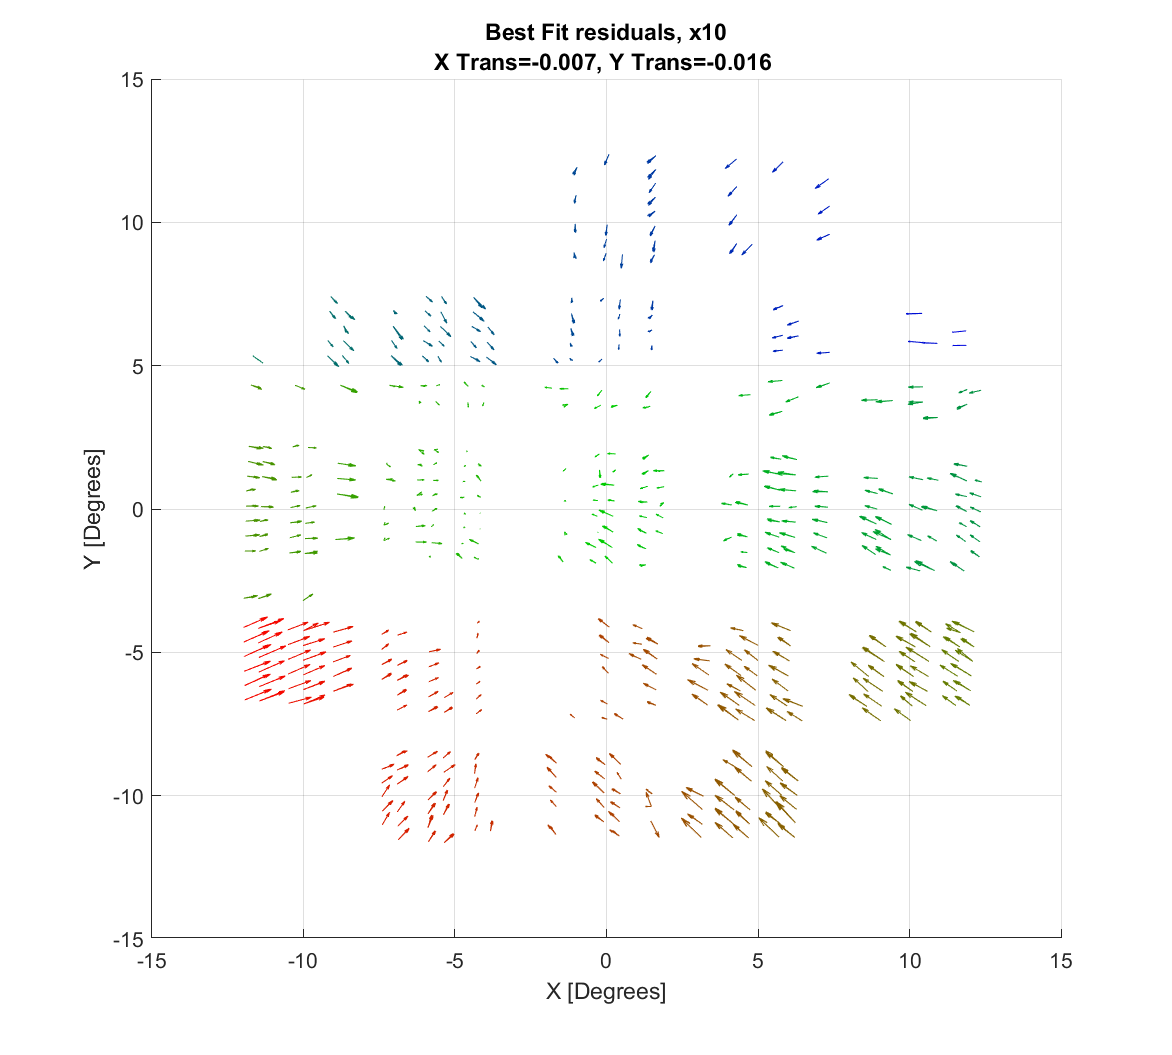 Best Fit residuals, x10
X Trans=-0.007, Y Trans=-0.016
15
10
5
0
-5
-10
-15
Y [Degrees]
-15 -10 -5 0 5 10 15
X [Degrees]